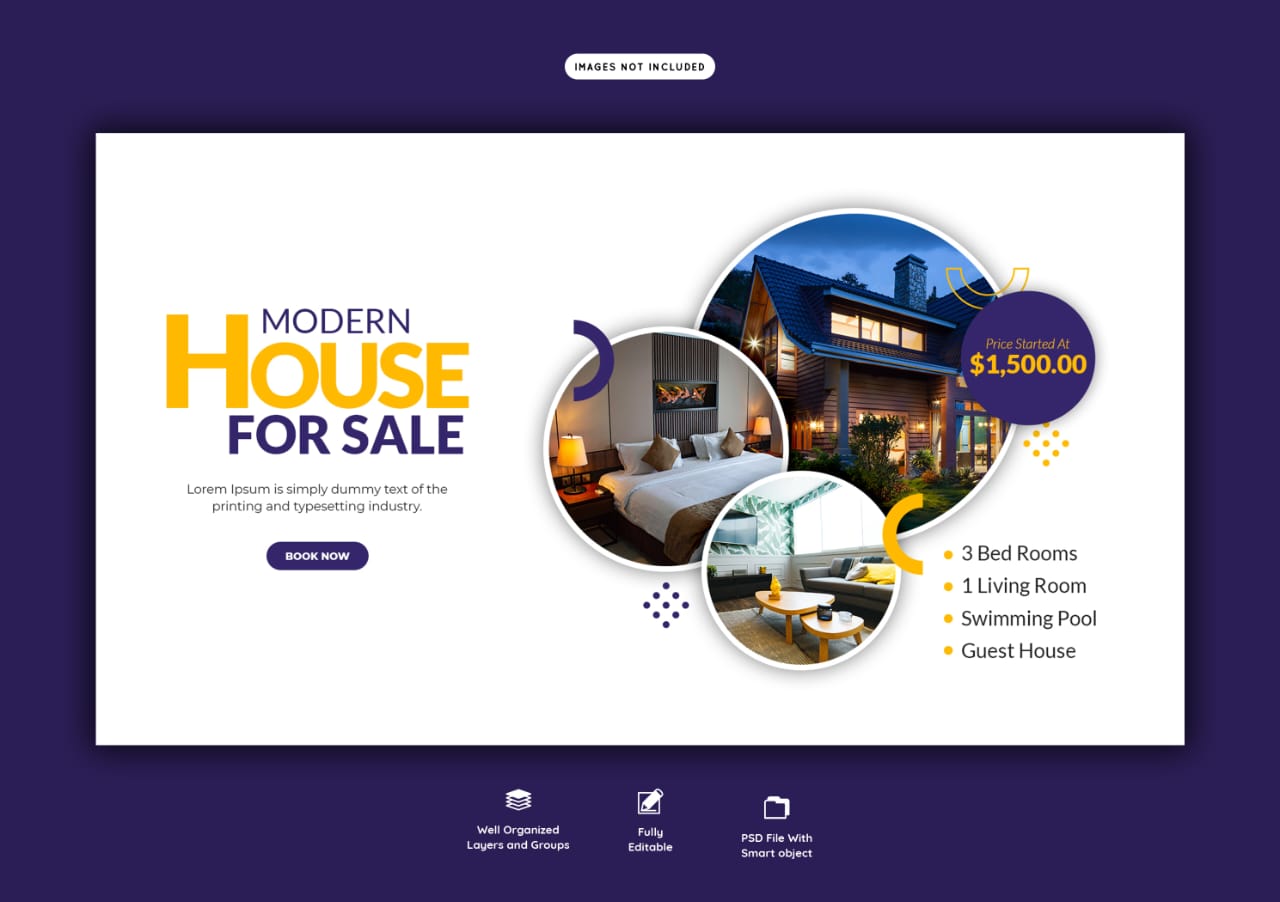 IMAGES NOT INCLUDED
MODERN
HOUSE
FOR SALE
Lorem Ipsum is simply dummy text of the
printing and typesetting industry.
BOOK NOW
Price Started At
$1,500.00
3 Bed Rooms
1 Living Room
Swimming Pool
Guest House
Well Organized
Layers and Groups
Fully
Editable
PSD File With
Smart object